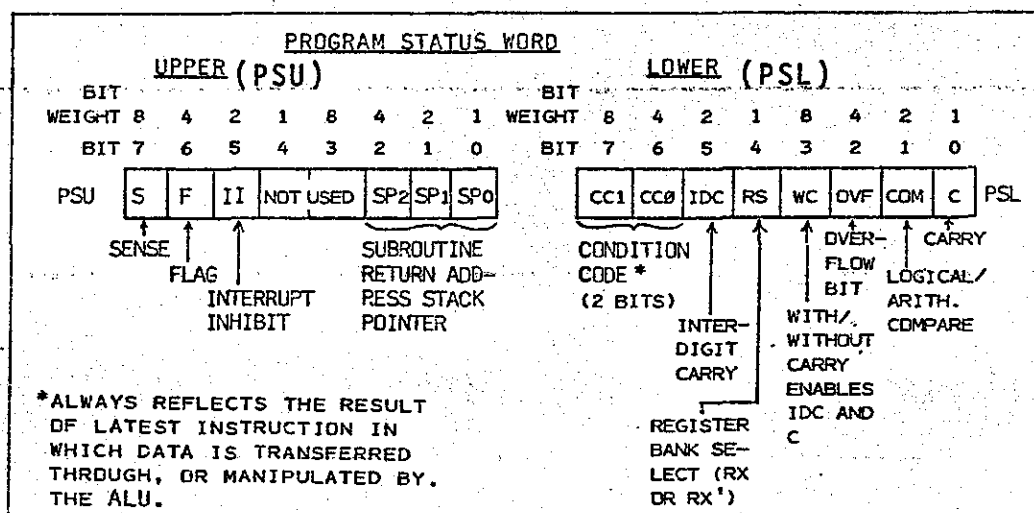 PROGRAM STATUS WORD
UPPER (PSU)
LOWER (PSL)
BIT
WEIGHT 8 4 2 1 8 4 2 1
BIT 7 6 5 4 3 2 1 0
PSU S F II NOT USED SP2 SP1 SP0
SENSE
FLAG
INTERRUPT
INHIBIT
SUBROUTINE
RETURN ADD-
RESS STACK
POINTER
BIT
WEIGHT 8 4 2 1 8 4 2 1
BIT 7 6 5 4 3 2 1 0
CC1 CCØ IDC RS WC OVF COM C PSL
CONDITION
CODE *
(2 BITS)
INTER-
DIGIT
CARRY
REGISTER
BANK SE-
LECT (RX
OR RX')
WITH/
WITHOUT
CARRY
ENABLES
IDC AND
C
OVER-
FLOW
BIT
LOGICAL/
ARITH.
COMPARE
CARRY
*ALWAYS REFLECTS THE RESULT
OF LATEST INSTRUCTION IN
WHICH DATA IS TRANSFERRED
THROUGH, OR MANIPULATED BY.
THE ALU.